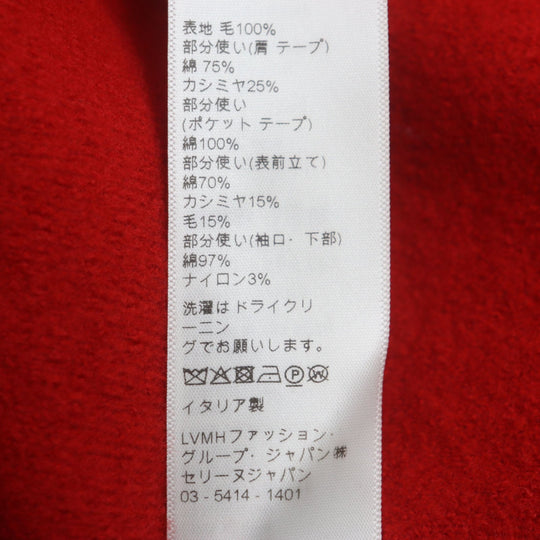 表地 毛100%
部分使い(肩 テープ)
綿 75%
カシミヤ25%
部分使い
(ポケット テープ)
綿100%
部分使い(表前立て)
綿70%
カシミヤ15%
毛15%
部分使い(袖口・下部)
綿97%
ナイロン3%
洗濯はドライクリ
ーニン
グでお願いします。
P W
イタリア製
LVMHファッション・
グループ・ジャパン㈱
セリーヌジャパン
03 - 5414 - 1401